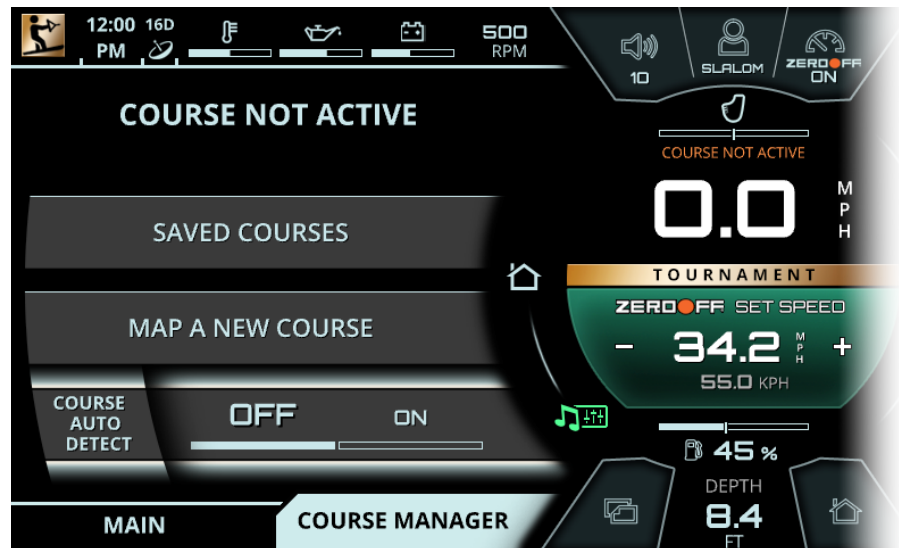 12:00 16D
PM
500
RPM
10
SLALOM
ZEROOFF
ON
COURSE NOT ACTIVE
COURSE NOT ACTIVE
0.0
M
P
H
SAVED COURSES
TOURNAMENT
ZEROOFF SET SPEED
MAP A NEW COURSE
- 34.2 +
M
P
H
55.0 KPH
COURSE
AUTO
DETECT
OFF ON
45 %
DEPTH
8.4
FT
MAIN
COURSE MANAGER